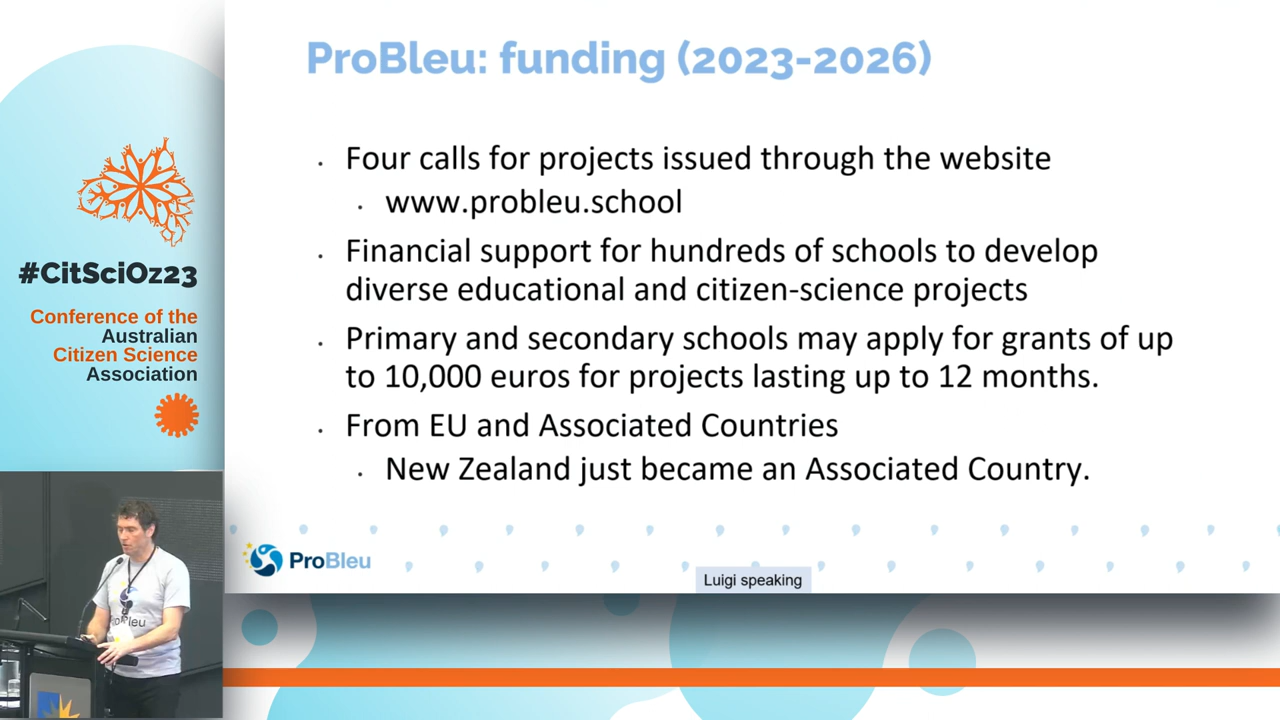 ProBleu: funding (2023-2026)
Four calls for projects issued through the website
www.probleu.school
Financial support for hundreds of schools to develop
diverse educational and citizen-science projects
Primary and secondary schools may apply for grants of up
to 10,000 euros for projects lasting up to 12 months.
From EU and Associated Countries
New Zealand just became an Associated Country.
#CitSciOz23
Conference of the
Australian
Citizen Science
Association
ProBleu
Luigi speaking
ProBleu